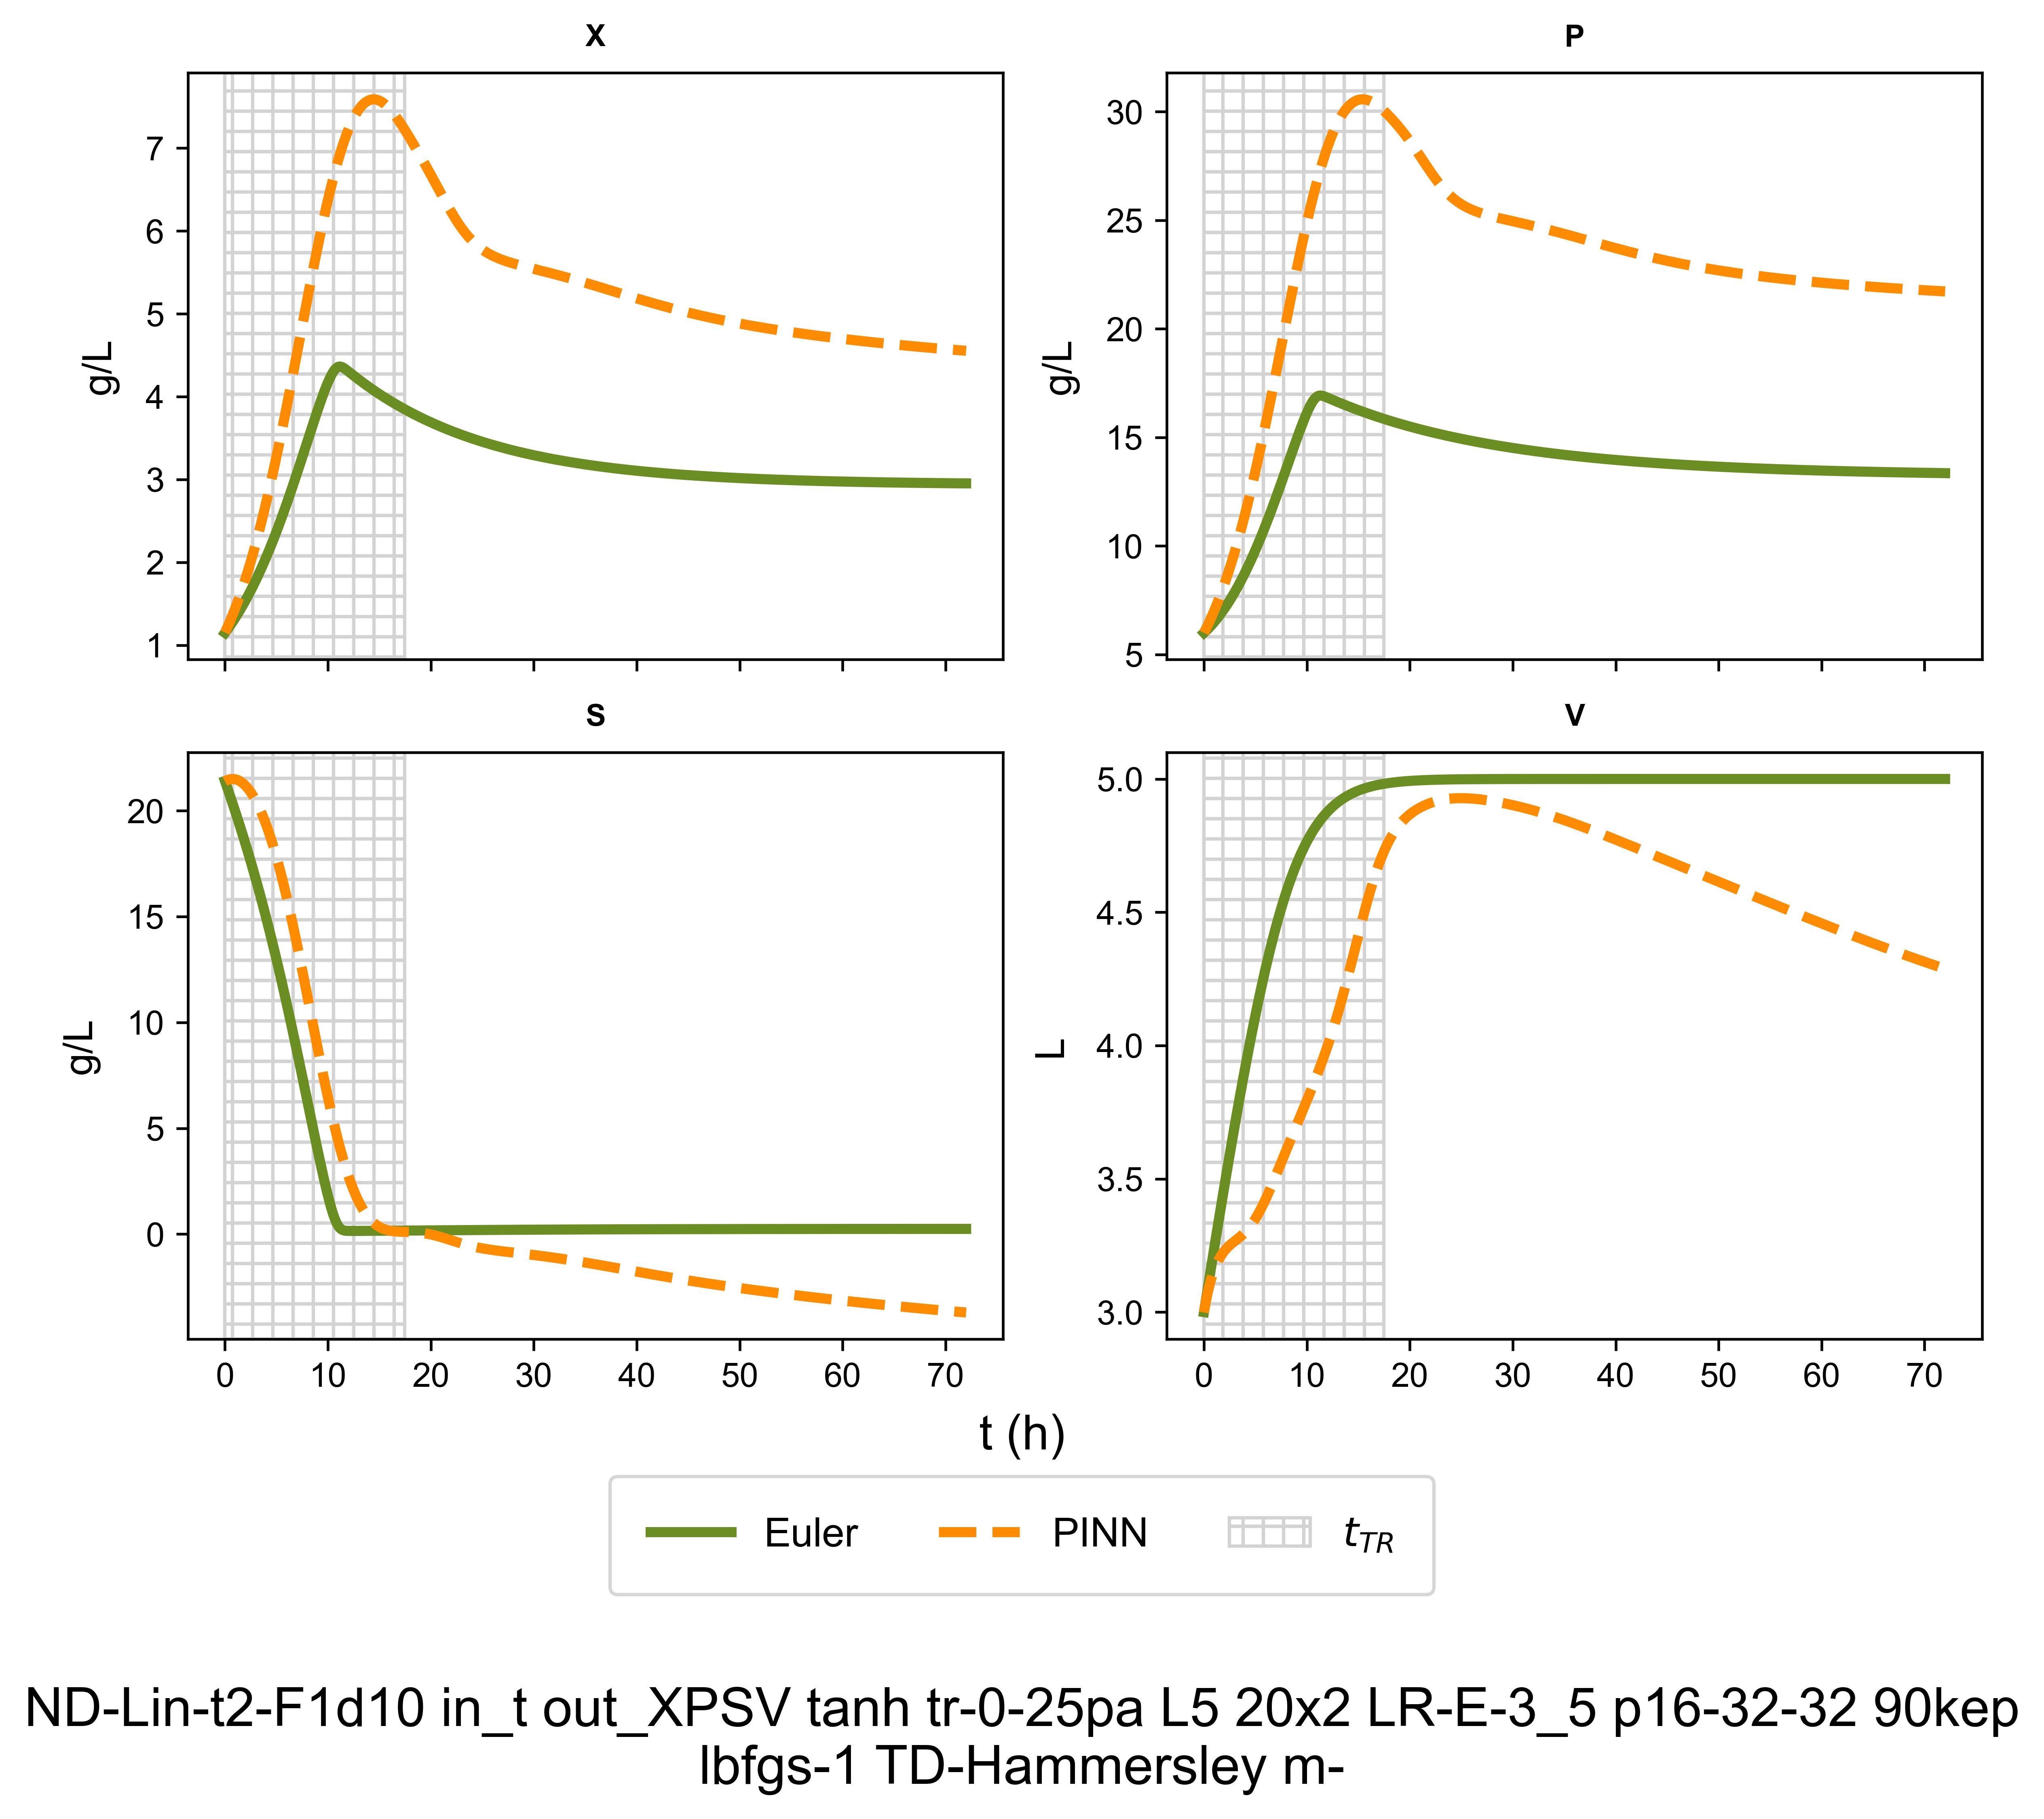 X
P
7
6
5
4
3
2
1
g/L
30
25
20
15
10
5
g/L
S
V
20
15
10
5
0
g/L
0 10 20 30 40 50 60 70
5.0
4.5
4.0
3.5
3.0
L
0 10 20 30 40 50 60 70
t (h)
Euler PINN t_TR
ND-Lin-t2-F1d10 in_t out_XPSV tanh tr-0-25pa L5 20x2 LR-E-3_5 p16-32-32 90kep
lbfgs-1 TD-Hammersley m-